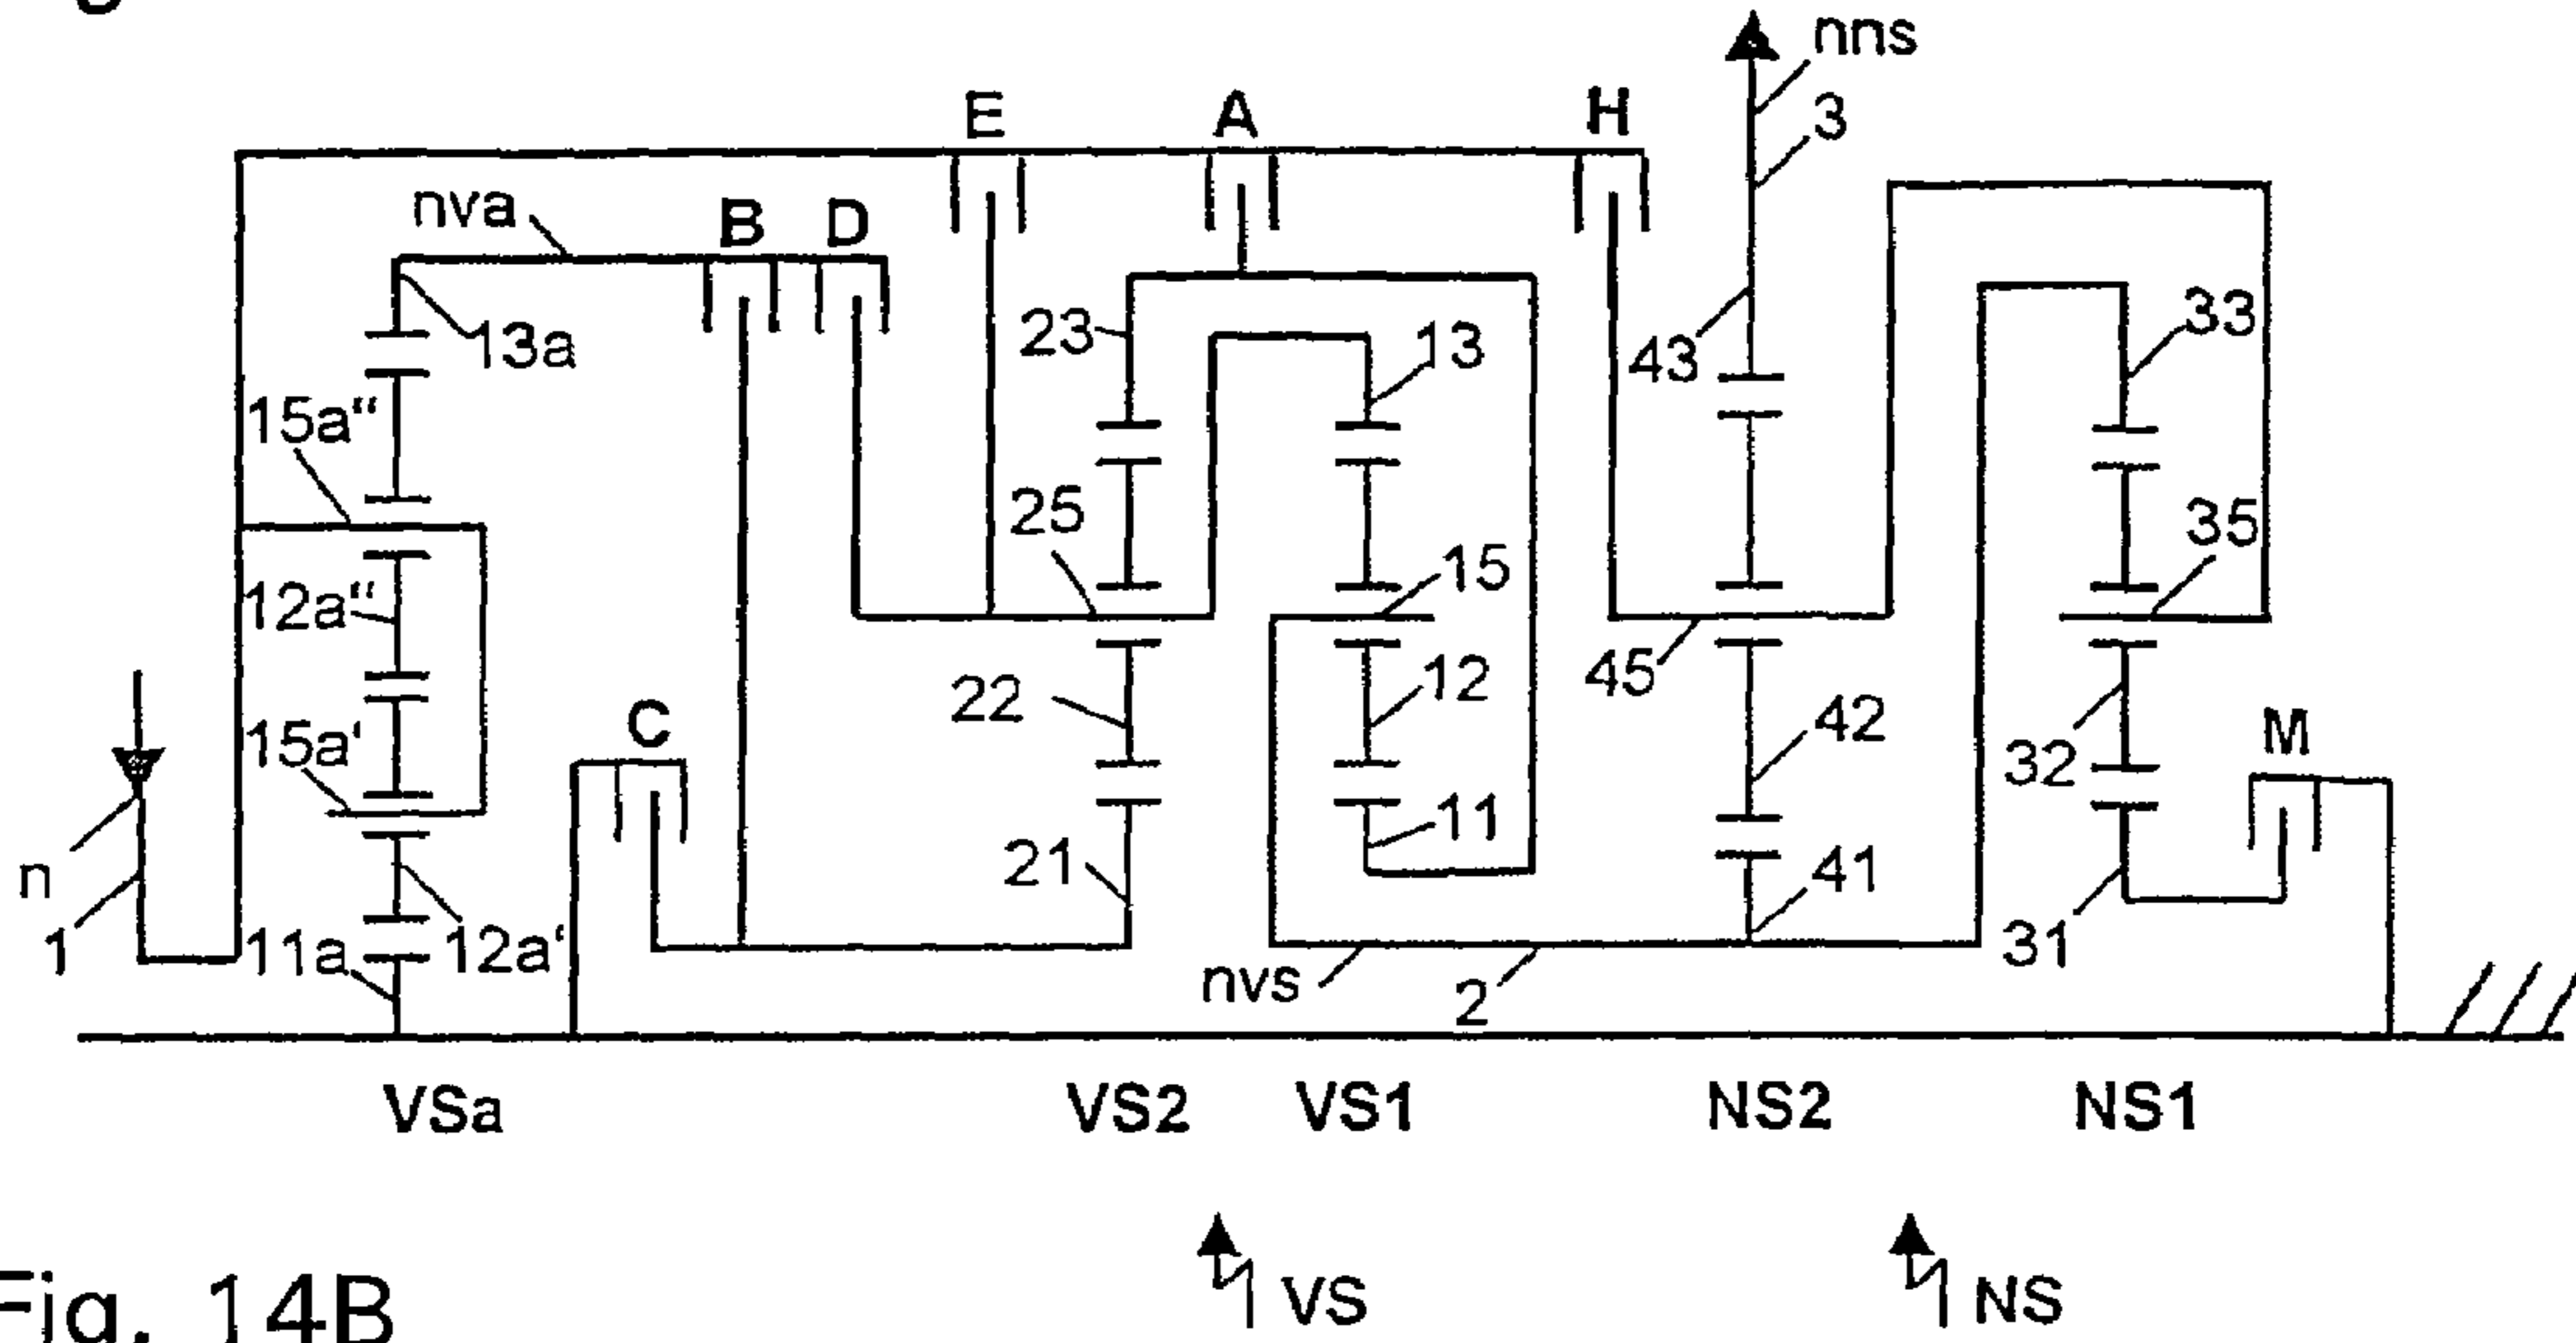 nns
E A H 3
nva B D
23 13 43 33
13a
15a"
25 15 35
12a"
22 12 45 42 32 M
15a' C
n 21 11 41
1 11a 12a' 31
nvs 2
VSa VS2 VS1 NS2 NS1
VS NS
Fig. 14B